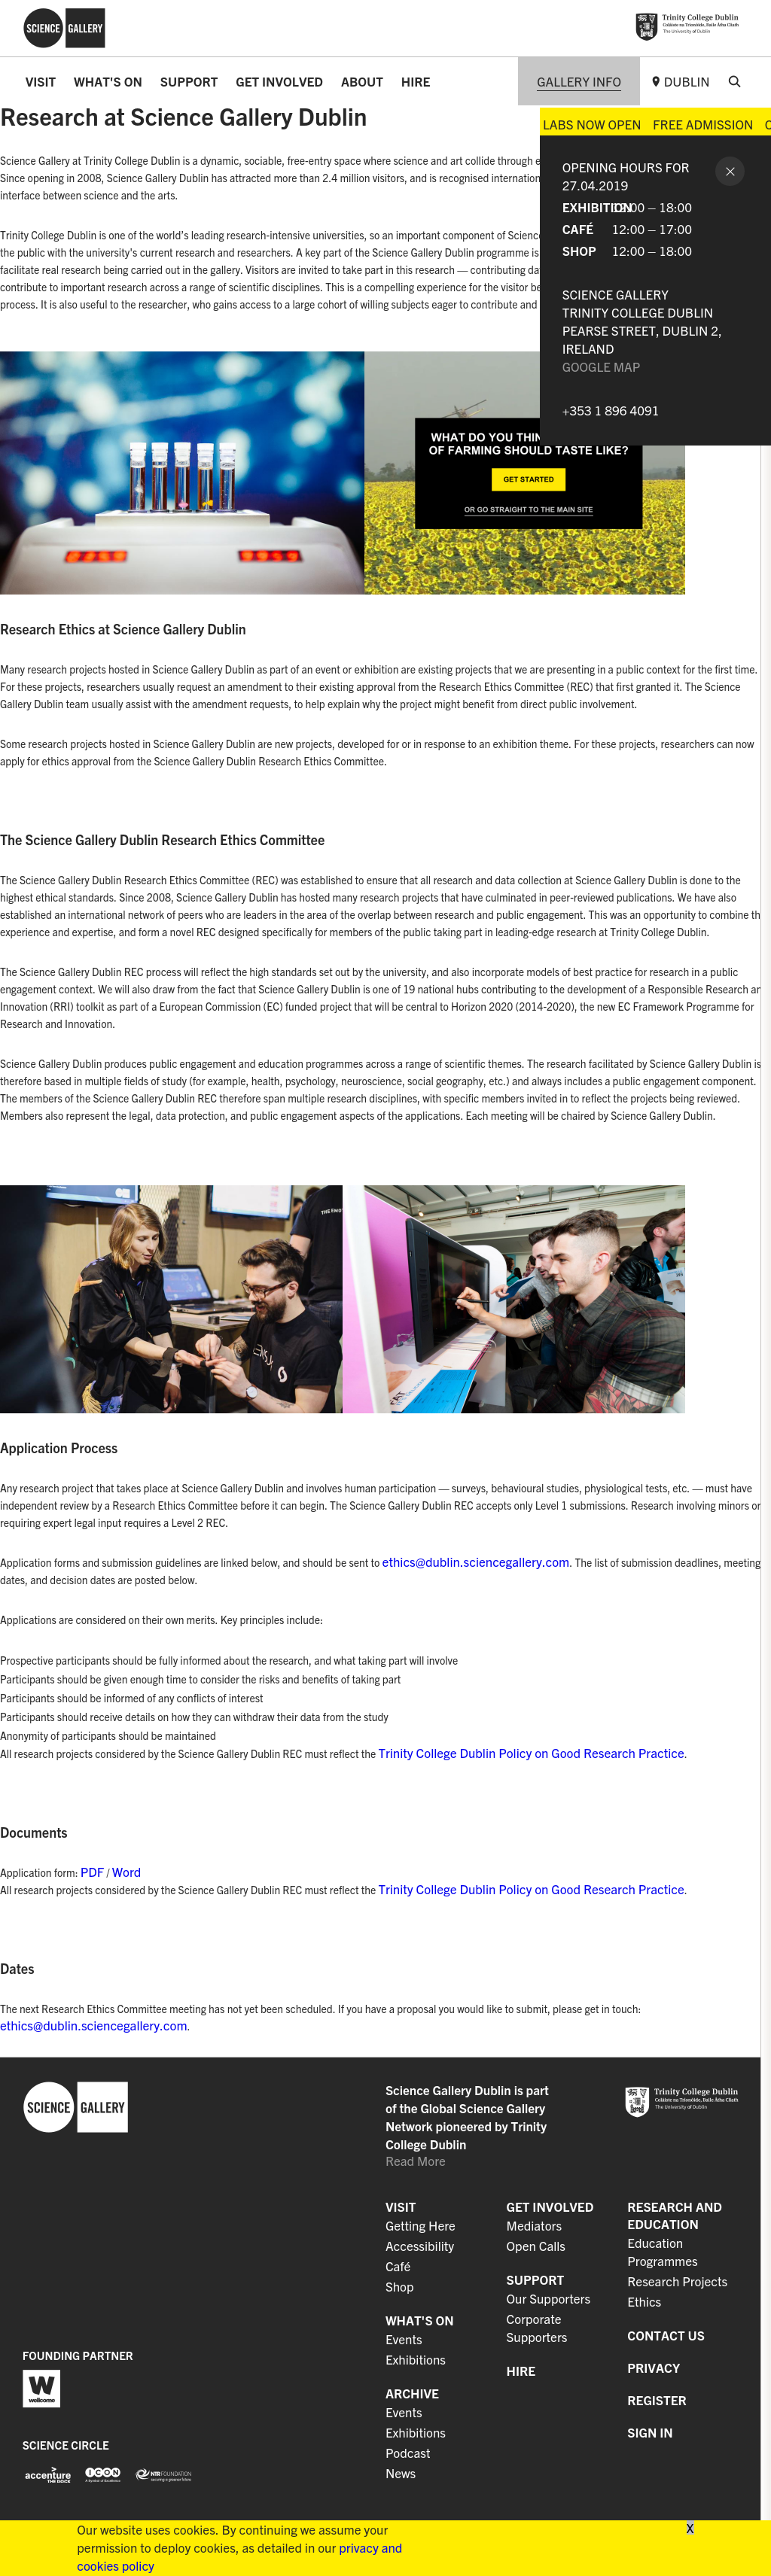 SCIENCE GALLERY
Trinity College Dublin
Coláiste na Tríonóide, Baile Átha Cliath
The University of Dublin
VISIT WHAT'S ON SUPPORT GET INVOLVED ABOUT HIRE GALLERY INFO DUBLIN
LABS NOW OPEN FREE ADMISSION
Research at Science Gallery Dublin
Science Gallery at Trinity College Dublin is a dynamic, sociable, free-entry space where science and art collide through
Since opening in 2008, Science Gallery Dublin has attracted more than 2.4 million visitors, and is recognised
interface between science and the arts.
Trinity College Dublin is one of the world's leading research-intensive universities, so an important component of
the public with the university's current research and researchers. A key part of the Science Gallery Dublin programme is
facilitate real research being carried out in the gallery. Visitors are invited to take part in this research — contributing
contribute to important research across a range of scientific disciplines. This is a compelling experience for the visitor
process. It is also useful to the researcher, who gains access to a large cohort of willing subjects eager to contribute and
OPENING HOURS FOR
27.04.2019
EXHIBITION 12:00 – 18:00
CAFÉ 12:00 – 17:00
SHOP 12:00 – 18:00
SCIENCE GALLERY
TRINITY COLLEGE DUBLIN
PEARSE STREET, DUBLIN 2,
IRELAND
GOOGLE MAP
+353 1 896 4091
WHAT DO YOU
OF FARMING SHOULD TASTE LIKE?
GET STARTED
OR GO STRAIGHT TO THE MAIN SITE
Research Ethics at Science Gallery Dublin
Many research projects hosted in Science Gallery Dublin as part of an event or exhibition are existing projects that we are presenting in a public context for the first time.
For these projects, researchers usually request an amendment to their existing approval from the Research Ethics Committee (REC) that first granted it. The Science
Gallery Dublin team usually assist with the amendment requests, to help explain why the project might benefit from direct public involvement.
Some research projects hosted in Science Gallery Dublin are new projects, developed for or in response to an exhibition theme. For these projects, researchers can now
apply for ethics approval from the Science Gallery Dublin Research Ethics Committee.
The Science Gallery Dublin Research Ethics Committee
The Science Gallery Dublin Research Ethics Committee (REC) was established to ensure that all research and data collection at Science Gallery Dublin is done to the
highest ethical standards. Since 2008, Science Gallery Dublin has hosted many research projects that have culminated in peer-reviewed publications. We have also
established an international network of peers who are leaders in the area of the overlap between research and public engagement. This was an opportunity to combine
experience and expertise, and form a novel REC designed specifically for members of the public taking part in leading-edge research at Trinity College Dublin.
The Science Gallery Dublin REC process will reflect the high standards set out by the university, and also incorporate models of best practice for research in a public
engagement context. We will also draw from the fact that Science Gallery Dublin is one of 19 national hubs contributing to the development of a Responsible Research
Innovation (RRI) toolkit as part of a European Commission (EC) funded project that will be central to Horizon 2020 (2014-2020), the new EC Framework Programme for
Research and Innovation.
Science Gallery Dublin produces public engagement and education programmes across a range of scientific themes. The research facilitated by Science Gallery Dublin is
therefore based in multiple fields of study (for example, health, psychology, neuroscience, social geography, etc.) and always includes a public engagement component.
The members of the Science Gallery Dublin REC therefore span multiple research disciplines, with specific members invited in to reflect the projects being reviewed.
Members also represent the legal, data protection, and public engagement aspects of the applications. Each meeting will be chaired by Science Gallery Dublin.
Application Process
Any research project that takes place at Science Gallery Dublin and involves human participation — surveys, behavioural studies, physiological tests, etc. — must have
independent review by a Research Ethics Committee before it can begin. The Science Gallery Dublin REC accepts only Level 1 submissions. Research involving minors or
requiring expert legal input requires a Level 2 REC.
Application forms and submission guidelines are linked below, and should be sent to ethics@dublin.sciencegallery.com. The list of submission deadlines, meeting
dates, and decision dates are posted below.
Applications are considered on their own merits. Key principles include:
Prospective participants should be fully informed about the research, and what taking part will involve
Participants should be given enough time to consider the risks and benefits of taking part
Participants should be informed of any conflicts of interest
Participants should receive details on how they can withdraw their data from the study
Anonymity of participants should be maintained
All research projects considered by the Science Gallery Dublin REC must reflect the Trinity College Dublin Policy on Good Research Practice.
Documents
Application form: PDF / Word
All research projects considered by the Science Gallery Dublin REC must reflect the Trinity College Dublin Policy on Good Research Practice.
Dates
The next Research Ethics Committee meeting has not yet been scheduled. If you have a proposal you would like to submit, please get in touch:
ethics@dublin.sciencegallery.com.
SCIENCE GALLERY
Science Gallery Dublin is part
of the Global Science Gallery
Network pioneered by Trinity
College Dublin
Read More
Trinity College Dublin
Coláiste na Tríonóide, Baile Átha Cliath
The University of Dublin
VISIT
Getting Here
Accessibility
Café
Shop
WHAT'S ON
Events
Exhibitions
ARCHIVE
Events
Exhibitions
Podcast
News
GET INVOLVED
Mediators
Open Calls
SUPPORT
Our Supporters
Corporate
Supporters
HIRE
RESEARCH AND
EDUCATION
Education
Programmes
Research Projects
Ethics
CONTACT US
PRIVACY
REGISTER
SIGN IN
FOUNDING PARTNER
W
wellcome
SCIENCE CIRCLE
accenture
THE DOCK
ICON
NTR FOUNDATION
securing a greener future
Our website uses cookies. By continuing we assume your
permission to deploy cookies, as detailed in our privacy and
cookies policy
X